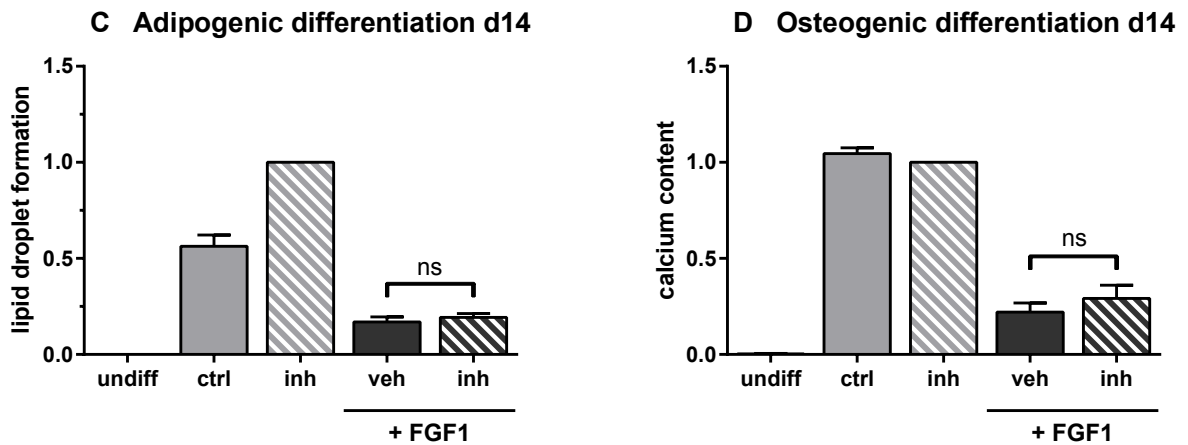 C Adipogenic differentiation d14
lipid droplet formation
1.5
1.0
0.5
0.0
ns
undiff ctrl inh veh inh
+ FGF1
D Osteogenic differentiation d14
calcium content
1.5
1.0
0.5
0.0
ns
undiff ctrl inh veh inh
+ FGF1